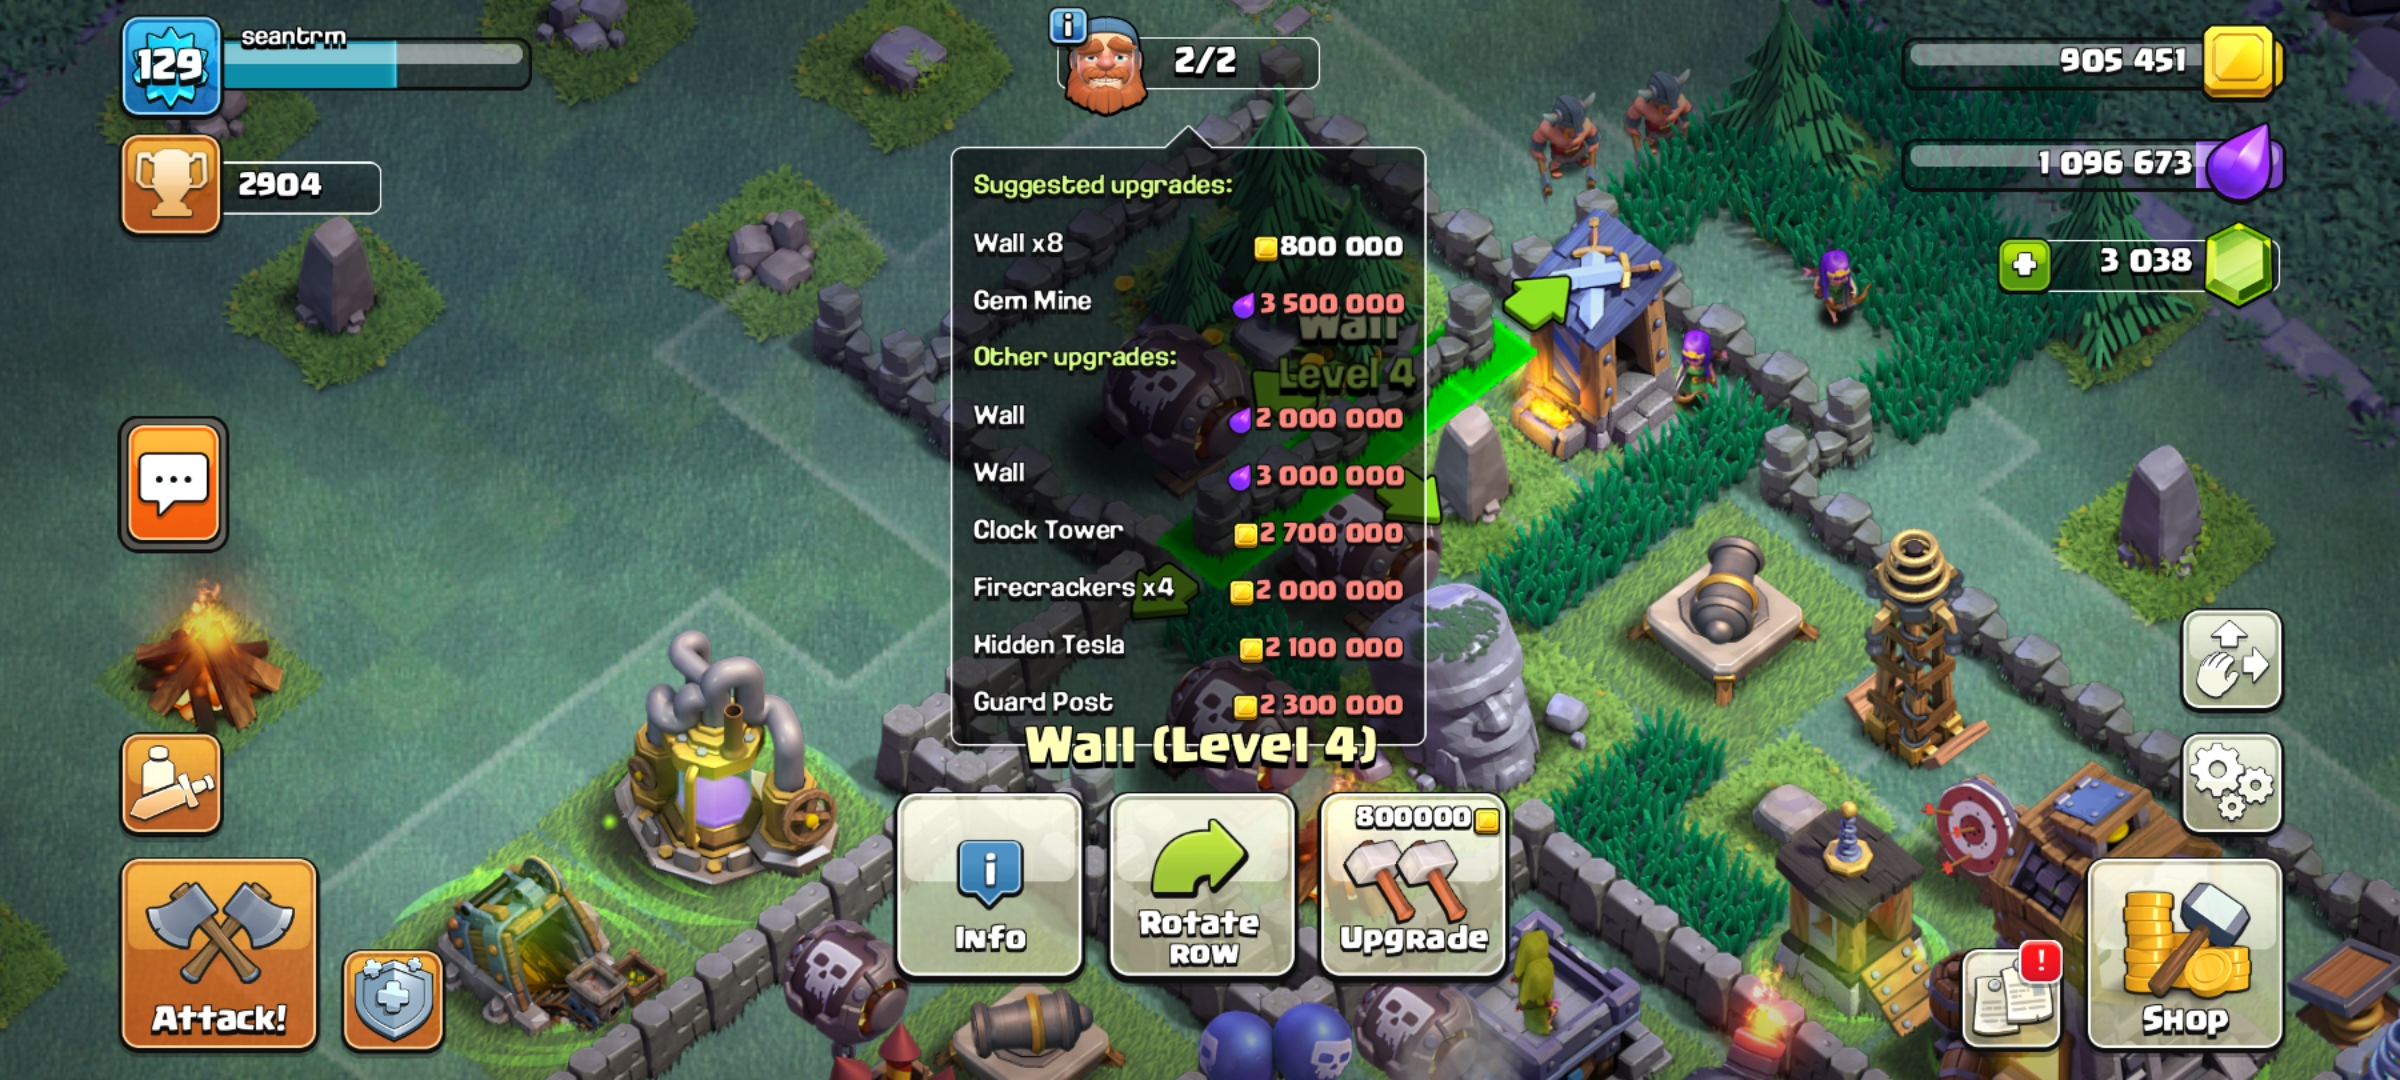 129
seantrm
i
2/2
905 451
2904
1 096 673
3 038
Suggested upgrades:
Wall x8 800 000
Gem Mine 3 500 000
Other upgrades:
Wall
Level 4
Wall 2 000 000
Wall 3 000 000
Clock Tower 2 700 000
Firecrackers x4 2 000 000
Hidden Tesla 2 100 000
Guard Post 2 300 000
Wall (Level 4)
i
Info
Rotate
ROW
800000
Upgrade
Attack!
!
Shop